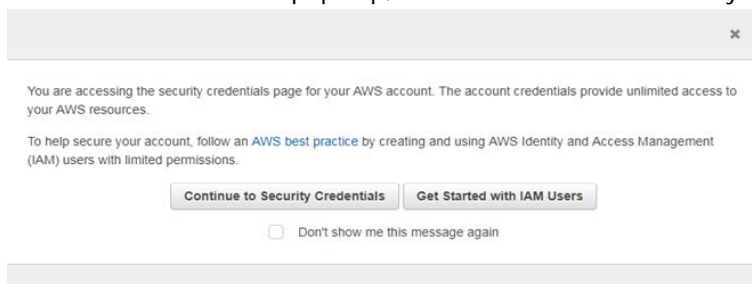 You are accessing the security credentials page for your AWS account. The account credentials provide unlimited access to
your AWS resources.
To help secure your account, follow an AWS best practice by creating and using AWS Identity and Access Management
(IAM) users with limited permissions.
Continue to Security Credentials Get Started with IAM Users
Don't show me this message again